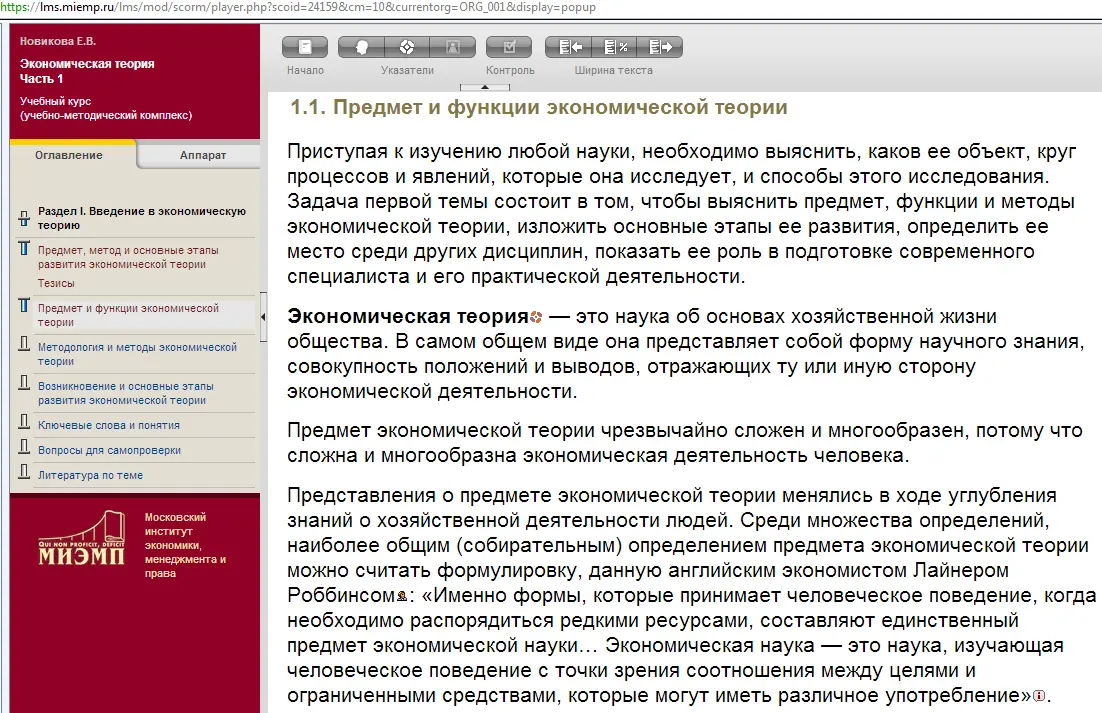 https://lms.miemp.ru/lms/mod/scorm/player.php?scoid=24159&cm=10&currentorg=ORG_001&display=popup
Новикова Е.В.
Экономическая теория
Часть 1
Учебный курс
(учебно-методический комплекс)
Оглавление
Аппарат
Раздел I. Введение в экономическую
теорию
Предмет, метод и основные этапы
развития экономической теории
Тезисы
Предмет и функции экономической
теории
Методология и методы экономической
теории
Возникновение и основные этапы
развития экономической теории
Ключевые слова и понятия
Вопросы для самопроверки
Литература по теме
QUI NON PROFICIT, DEFICIT
МИЭМП
Московский
институт
экономики,
менеджмента и
права
Начало
Указатели
Контроль
Ширина текста
1.1. Предмет и функции экономической теории
Приступая к изучению любой науки, необходимо выяснить, каков ее объект, круг
процессов и явлений, которые она исследует, и способы этого исследования.
Задача первой темы состоит в том, чтобы выяснить предмет, функции и методы
экономической теории, изложить основные этапы ее развития, определить ее
место среди других дисциплин, показать ее роль в подготовке современного
специалиста и его практической деятельности.
Экономическая теория — это наука об основах хозяйственной жизни
общества. В самом общем виде она представляет собой форму научного знания,
совокупность положений и выводов, отражающих ту или иную сторону
экономической деятельности.
Предмет экономической теории чрезвычайно сложен и многообразен, потому что
сложна и многообразна экономическая деятельность человека.
Представления о предмете экономической теории менялись в ходе углубления
знаний о хозяйственной деятельности людей. Среди множества определений,
наиболее общим (собирательным) определением предмета экономической теории
можно считать формулировку, данную английским экономистом Лайнером
Роббинсом: «Именно формы, которые принимает человеческое поведение, когда
необходимо распорядиться редкими ресурсами, составляют единственный
предмет экономической науки… Экономическая наука — это наука, изучающая
человеческое поведение с точки зрения соотношения между целями и
ограниченными средствами, которые могут иметь различное употребление».